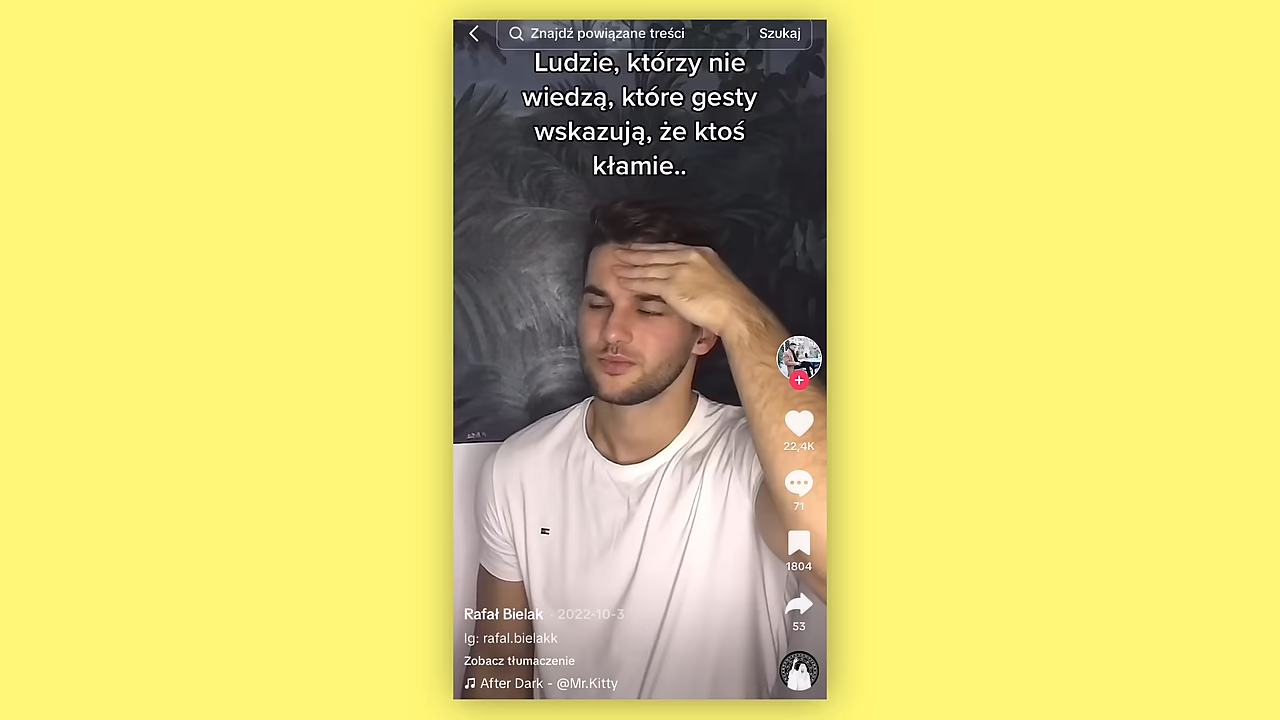 Znajdź powiązane treści
Szukaj
Ludzie, którzy nie
wiedzą, które gesty
wskazują, że ktoś
kłamie..
22,4K
71
1804
53
Rafał Bielak · 2022-10-3
Ig: rafal.bielakk
Zobacz tłumaczenie
After Dark - @Mr.Kitty